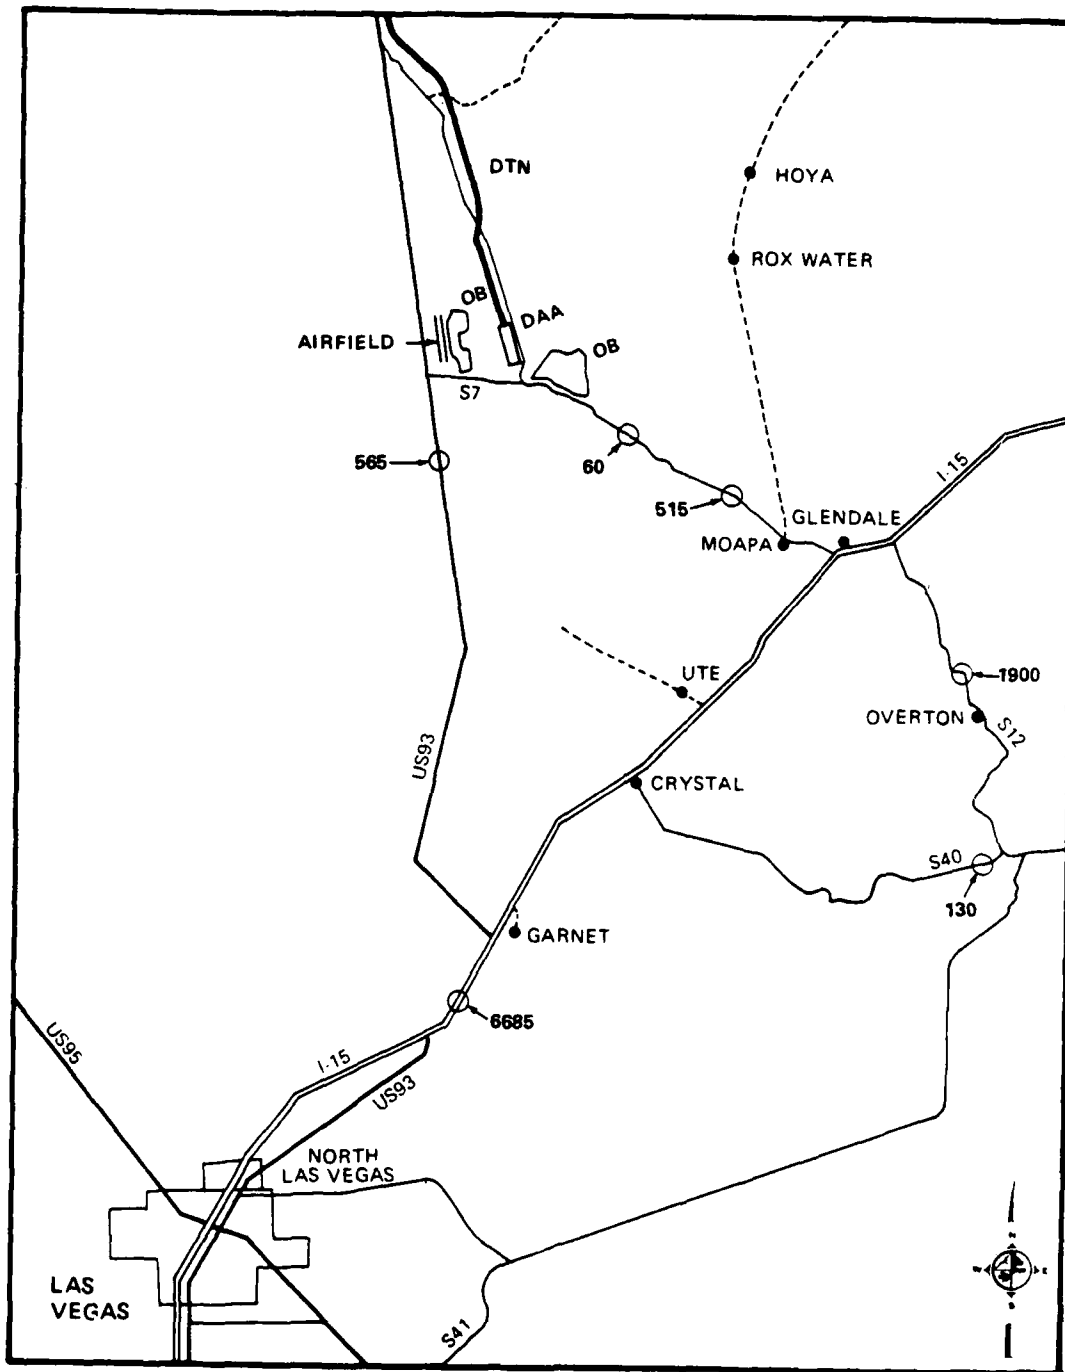 DTN
HOYA
ROX WATER
OB
DAA
AIRFIELD
OB
S7
I-15
565
60
515
GLENDALE
MOAPA
UTE
1900
OVERTON
S12
US93
CRYSTAL
S40
130
GARNET
6685
US95
I-15
US93
NORTH
LAS VEGAS
LAS
VEGAS
S41
N
W
E
S